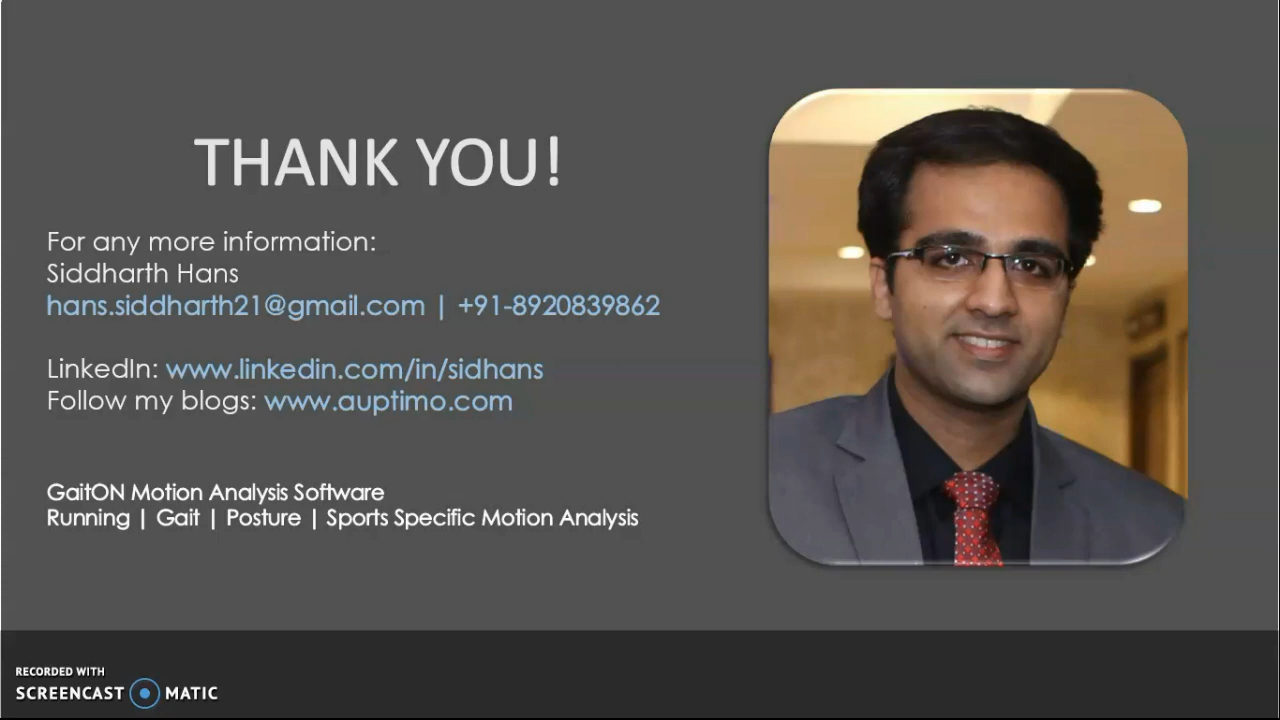 THANK YOU!
For any more information:
Siddharth Hans
hans.siddharth21@gmail.com | +91-8920839862
LinkedIn: www.linkedin.com/in/sidhans
Follow my blogs: www.auptimo.com
GaitON Motion Analysis Software
Running | Gait | Posture | Sports Specific Motion Analysis
RECORDED WITH
SCREENCAST MATIC